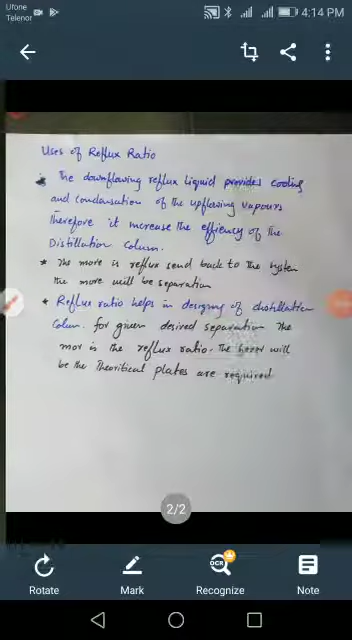 Ufone
Telenor
4:14 PM
Uses of Reflux Ratio
* The downflowing reflux liquid provides cooling
and condensation of the upflowing vapours
therefore it increase the efficiency of the
Distillation Column.
* The more is reflux send back to the system
the more will be separation
* Reflux ratio helps in designing of distillation
Colum. for given desired separation the
mor is the reflux ratio. The will
be the Theoritical plates are required
2/2
OCR
Rotate
Mark
Recognize
Note